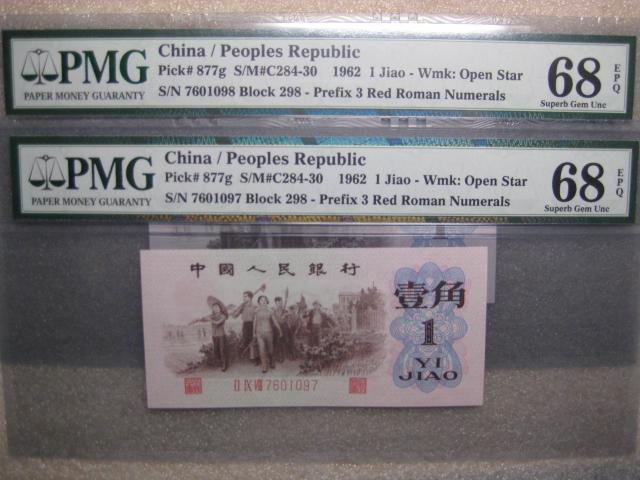 PMG
PAPER MONEY GUARANTY
China / Peoples Republic
Pick# 877g S/M#C284-30 1962 1 Jiao - Wmk: Open Star
S/N 7601098 Block 298 - Prefix 3 Red Roman Numerals
68
EPQ
Superb Gem Unc
PMG
PAPER MONEY GUARANTY
China / Peoples Republic
Pick# 877g S/M#C284-30 1962 1 Jiao - Wmk: Open Star
S/N 7601097 Block 298 - Prefix 3 Red Roman Numerals
68
EPQ
Superb Gem Unc
中國人民銀行
壹角
1
YI
JIAO
II IX VIII 7601097